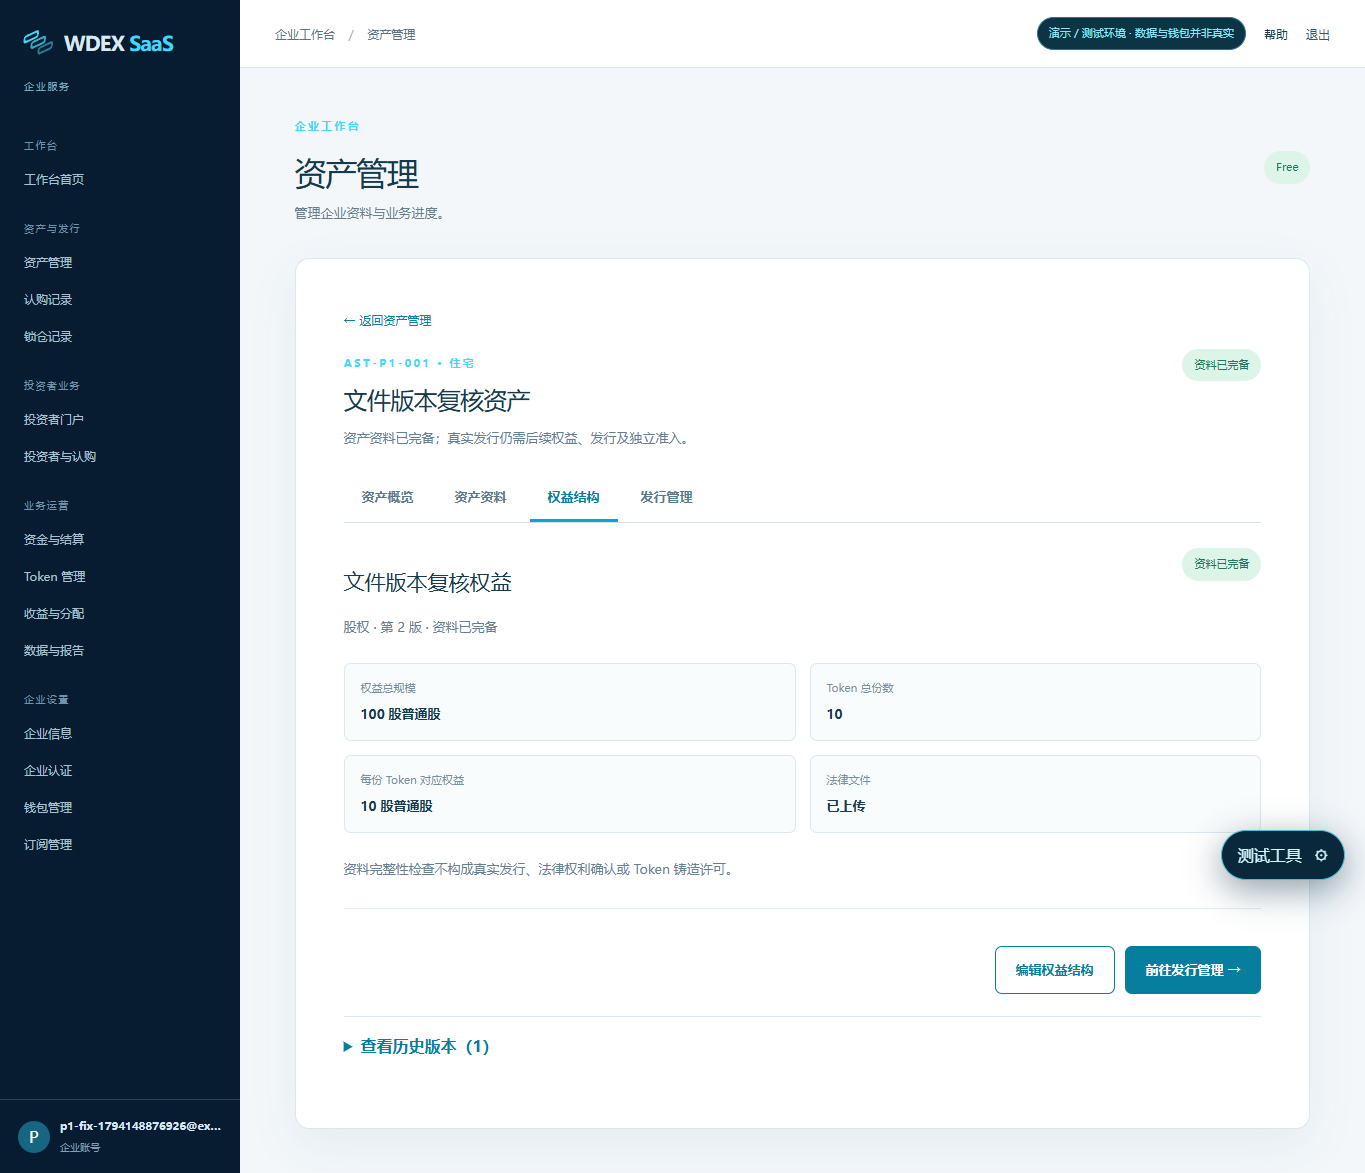 WDEX SaaS
企业服务
工作台
工作台首页
资产与发行
资产管理
认购记录
锁仓记录
投资者业务
投资者门户
投资者与认购
业务运营
资金与结算
Token 管理
收益与分配
数据与报告
企业设置
企业信息
企业认证
钱包管理
订阅管理
P
p1-fix-1794148876926@ex...
企业账号
企业工作台 / 资产管理
演示 / 测试环境 · 数据与钱包并非真实
帮助
退出
企业工作台
资产管理
Free
管理企业资料与业务进度。
← 返回资产管理
AST-P1-001 • 住宅
资料已完备
文件版本复核资产
资产资料已完备；真实发行仍需后续权益、发行及独立准入。
资产概览
资产资料
权益结构
发行管理
文件版本复核权益
资料已完备
股权 · 第 2 版 · 资料已完备
权益总规模
100 股普通股
Token 总份数
10
每份 Token 对应权益
10 股普通股
法律文件
已上传
测试工具 ⚙
资料完整性检查不构成真实发行、法律权利确认或 Token 铸造许可。
编辑权益结构
前往发行管理 →
▶ 查看历史版本（1）